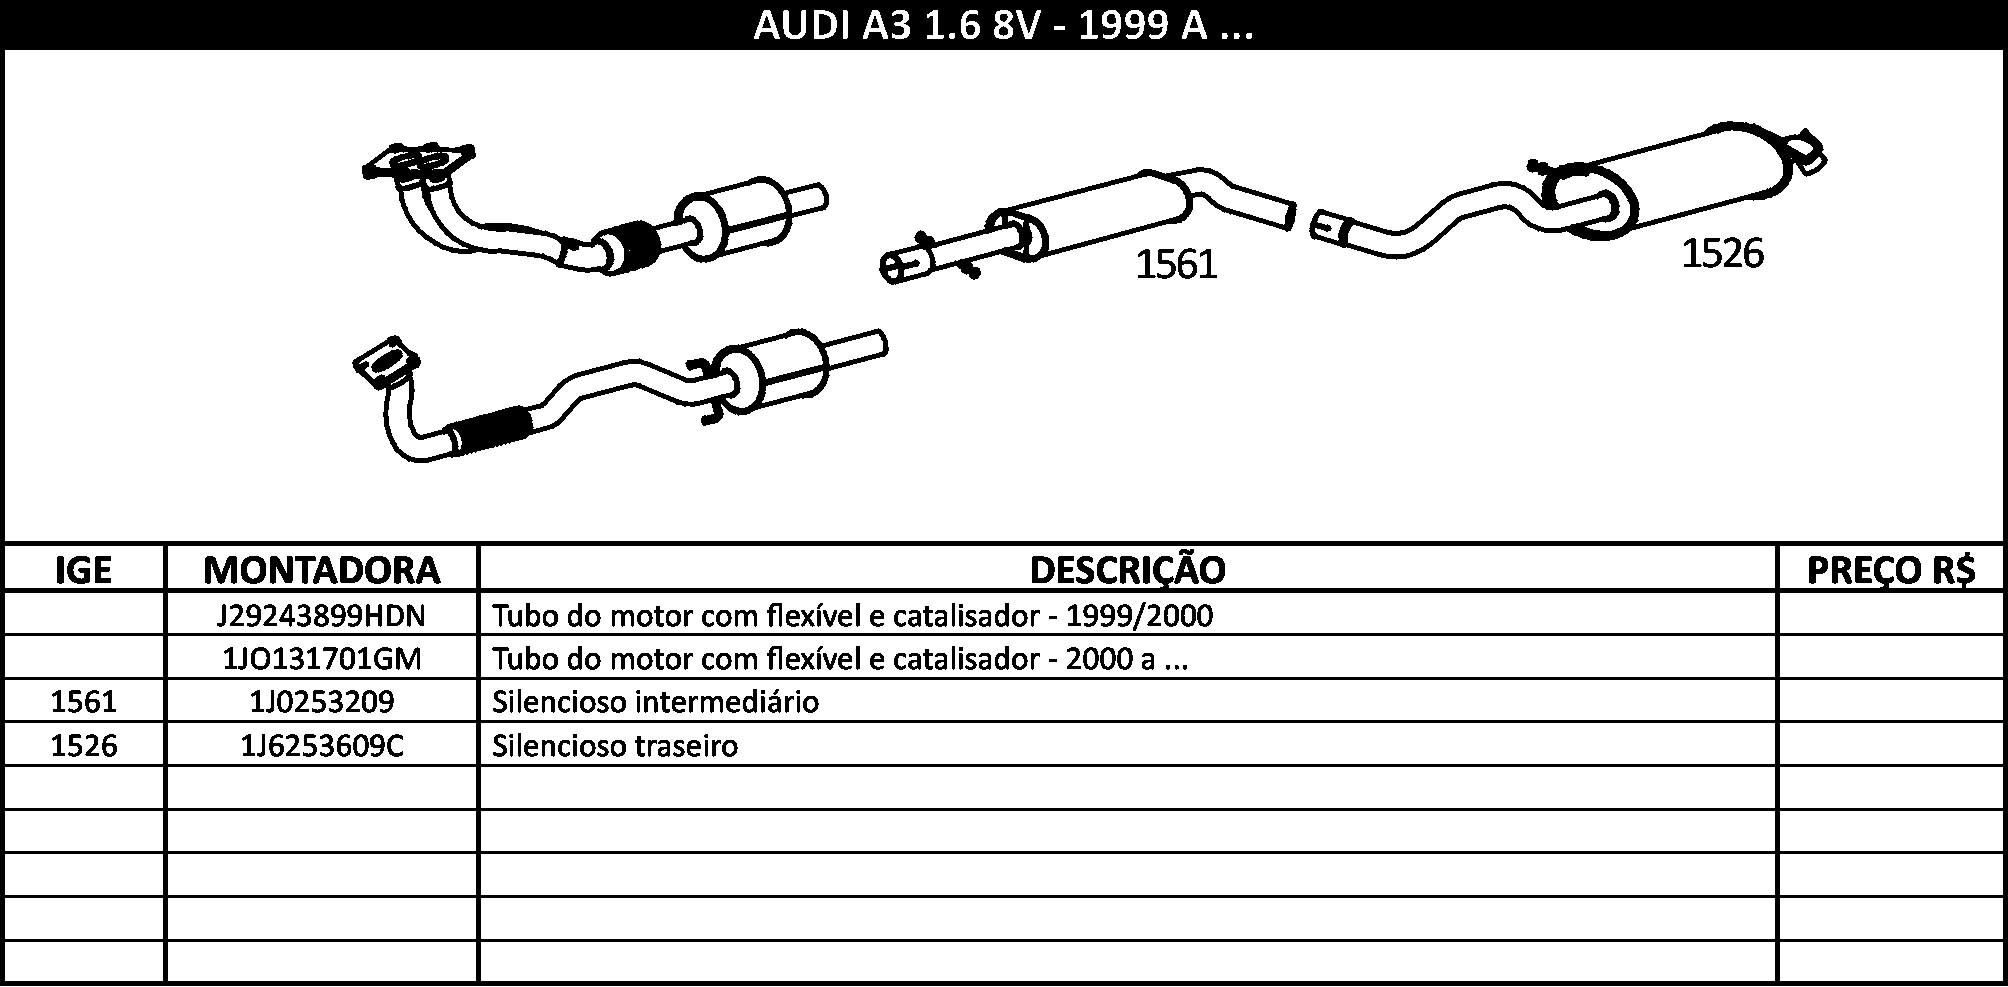 AUDI A3 1.6 8V - 1999 A ...
1561
1526
IGE MONTADORA DESCRIÇÃO PREÇO R$
J29243899HDN Tubo do motor com flexível e catalisador - 1999/2000
1JO131701GM Tubo do motor com flexível e catalisador - 2000 a ...
1561 1J0253209 Silencioso intermediário
1526 1J6253609C Silencioso traseiro